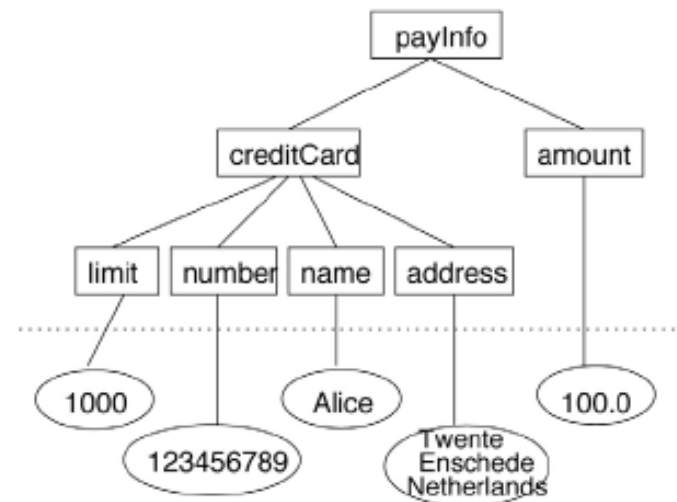 payInfo
creditCard
amount
limit
number
name
address
1000
Alice
100.0
123456789
Twente
Enschede
Netherlands